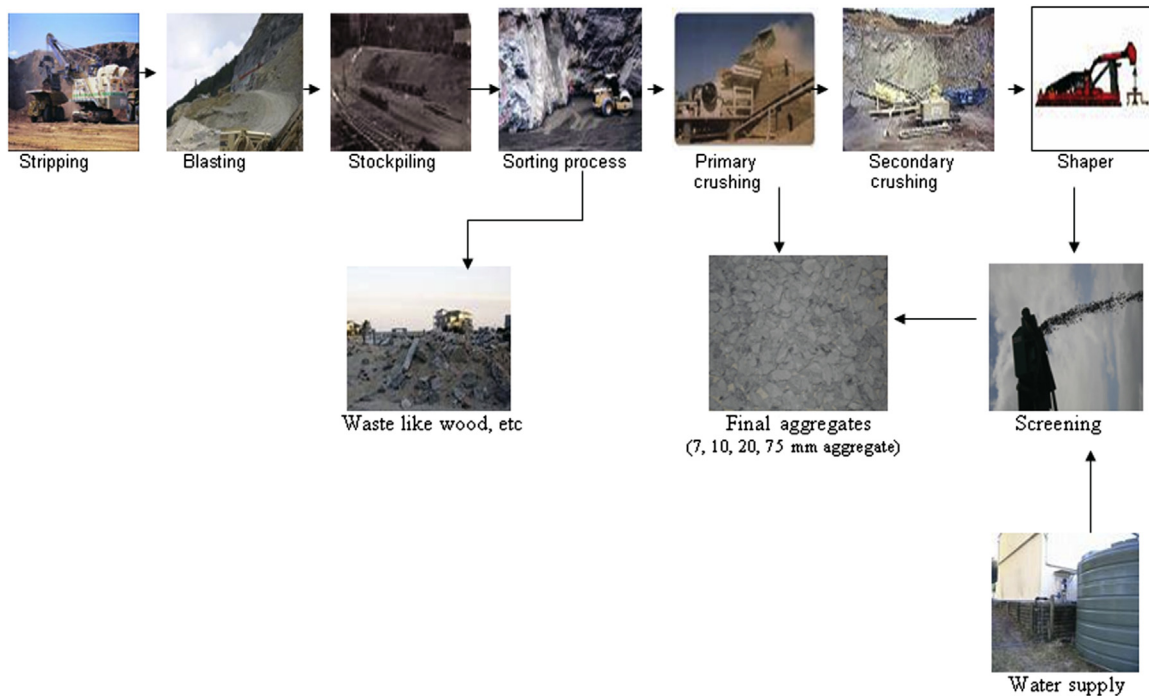 Stripping
Blasting
Stockpiling
Sorting process
Primary
crushing
Secondary
crushing
Shaper
Waste like wood, etc
Final aggregates
(7, 10, 20, 75 mm aggregate)
Screening
Water supply